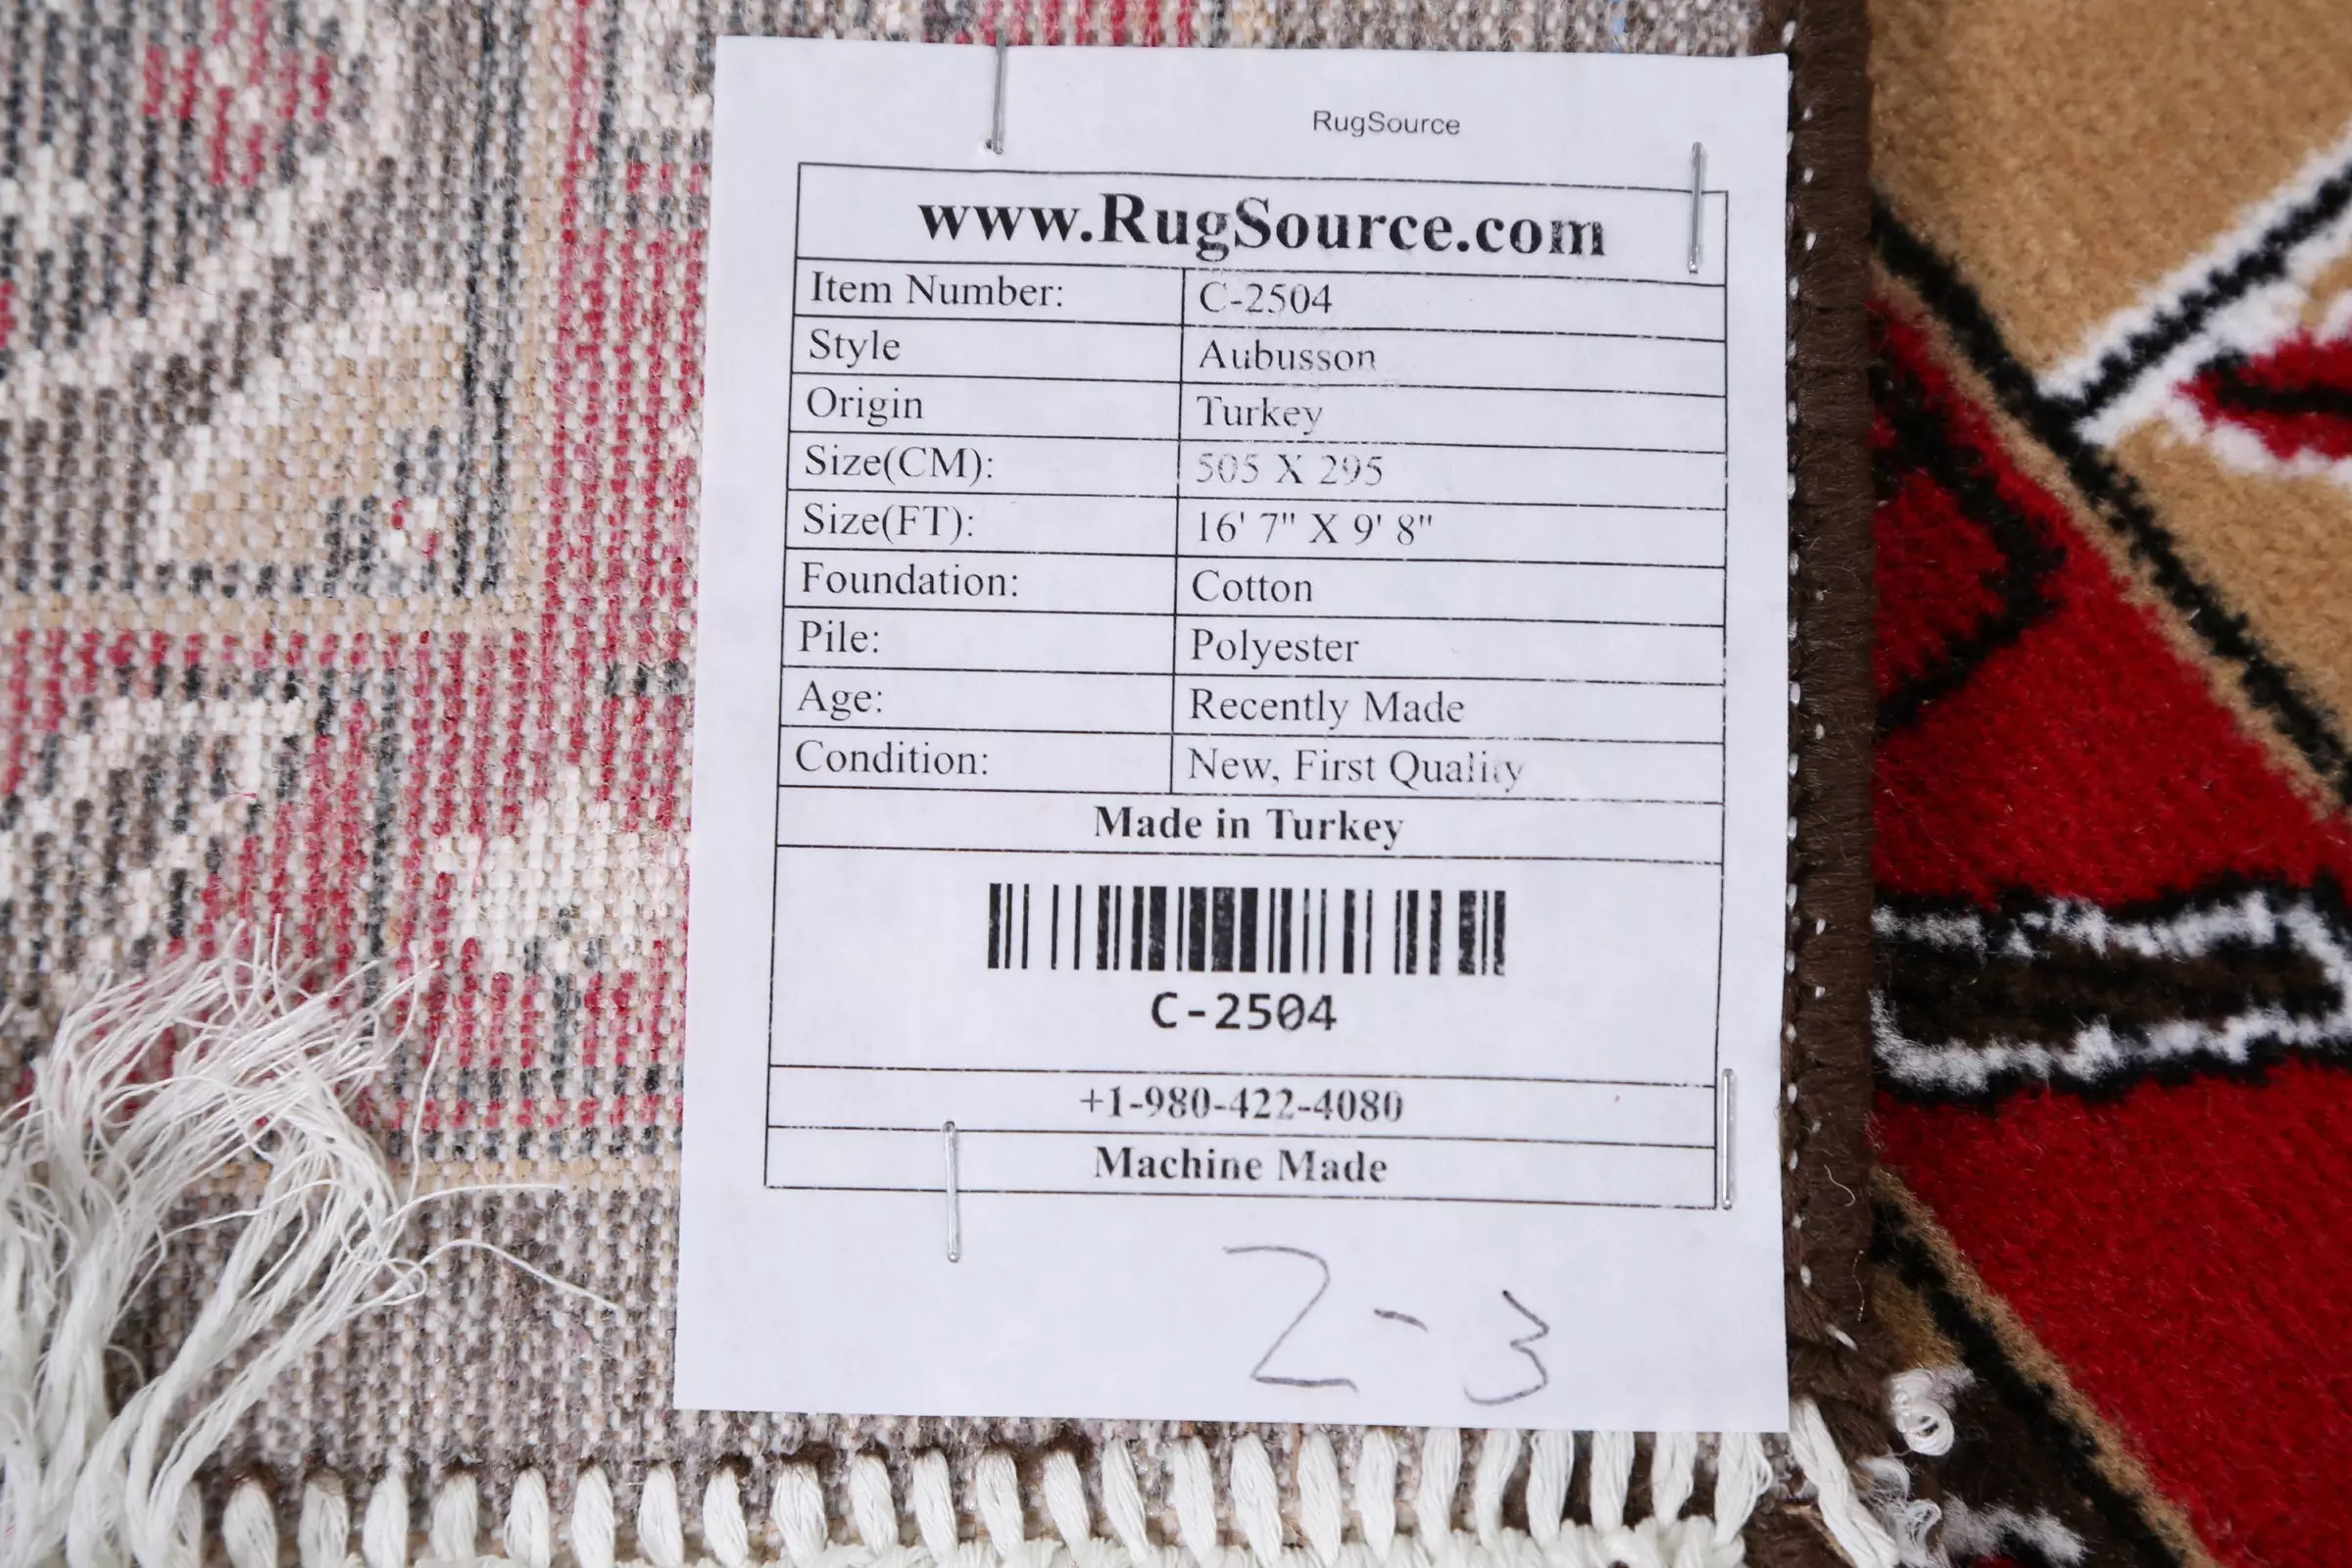 RugSource
www.RugSource.com
Item Number: C-2504
Style Aubusson
Origin Turkey
Size(CM): 505 X 295
Size(FT): 16' 7" X 9' 8"
Foundation: Cotton
Pile: Polyester
Age: Recently Made
Condition: New, First Quality
Made in Turkey
C-2504
+1-980-422-4080
Machine Made
2-3